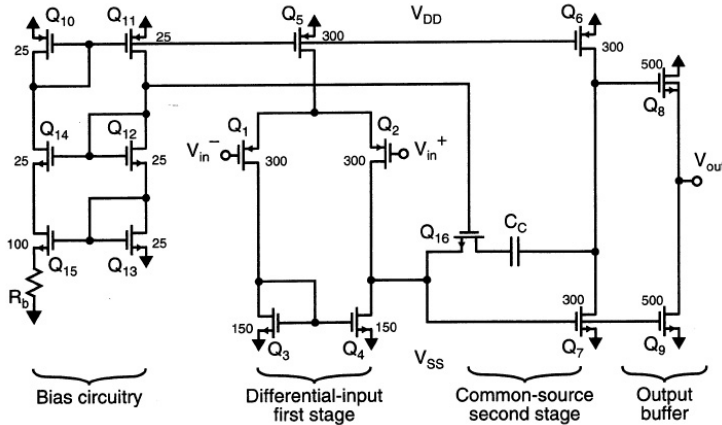 Q10
Q11
Q5
VDD
Q6
25
25
300
300
500
Q8
Q14
Q12
Q1
Q2
Vin−
Vin+
25
25
300
300
Vout
Q16
CC
100
25
Q15
Q13
Rb
300
500
150
150
Q3
Q4
VSS
Q7
Q9
Bias circuitry
Differential-input
first stage
Common-source
second stage
Output
buffer